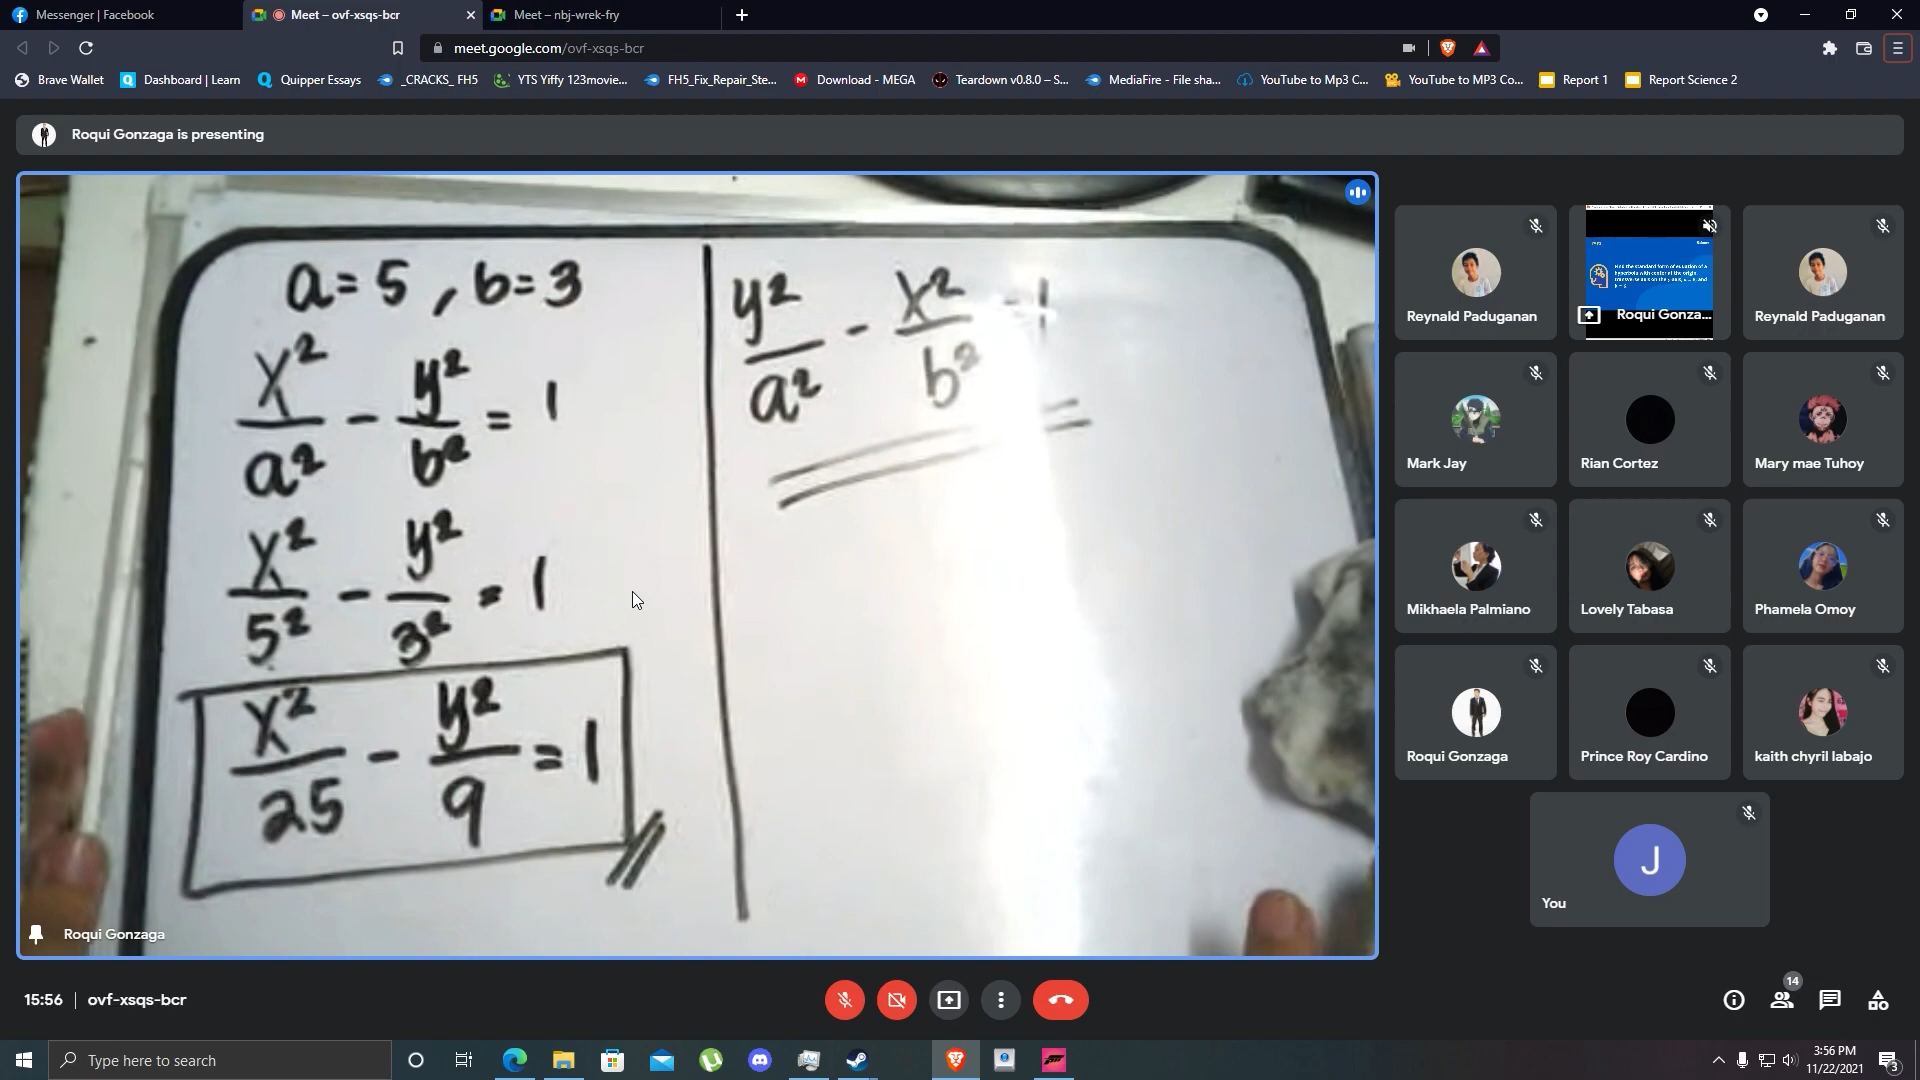 Messenger | Facebook
Meet – ovf-xsqs-bcr
Meet – nbj-wrek-fry
meet.google.com/ovf-xsqs-bcr
Brave Wallet
Dashboard | Learn
Quipper Essays
_CRACKS_ FH5
YTS Yiffy 123movie...
FH5_Fix_Repair_Ste...
Download - MEGA
Teardown v0.8.0 – S...
MediaFire - File sha...
YouTube to Mp3 C...
YouTube to MP3 Co...
Report 1
Report Science 2
Roqui Gonzaga is presenting
a = 5 , b = 3
x²/a² - y²/b² = 1
x²/5² - y²/3² = 1
x²/25 - y²/9 = 1
y²/a² - x²/b² = 1
Roqui Gonzaga
Reynald Paduganan
Roqui Gonza...
Reynald Paduganan
Mark Jay
Rian Cortez
Mary mae Tuhoy
Mikhaela Palmiano
Lovely Tabasa
Phamela Omoy
Roqui Gonzaga
Prince Roy Cardino
kaith chyril labajo
J
You
15:56 | ovf-xsqs-bcr
14
Type here to search
3:56 PM
11/22/2021
3